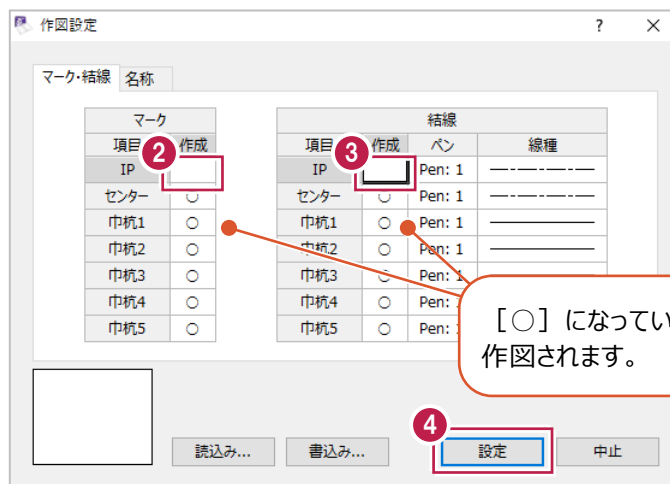 作図設定 ? ×
マーク・結線 名称
マーク 結線
項目 作成 項目 作成 ペン 線種
2 3
IP IP Pen: 1
センター ○ センター ○ Pen: 1
巾杭1 ○ 巾杭1 ○ Pen: 1
巾杭2 ○ 巾杭2 ○ Pen: 1
巾杭3 ○ 巾杭3 ○ Pen: 1
巾杭4 ○ 巾杭4 ○ Pen:
巾杭5 ○ 巾杭5 ○ Pen:
［○］になってい
作図されます。
4
読込み... 書込み... 設定 中止